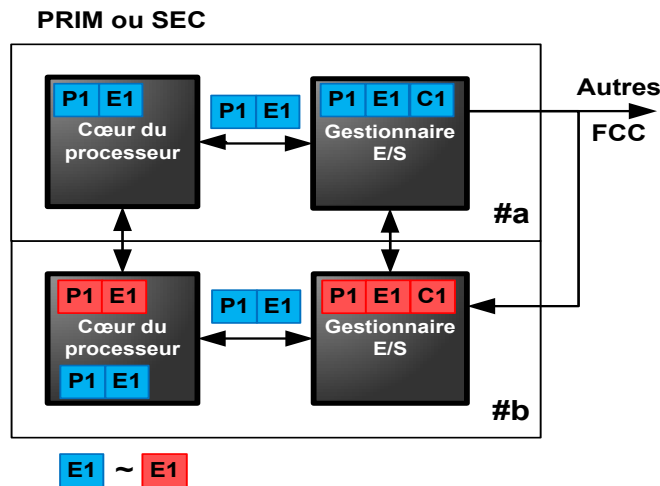 PRIM ou SEC
P1 E1
Cœur du
processeur
P1 E1
P1 E1 C1
Gestionnaire
E/S
Autres
FCC
#a
P1 E1
Cœur du
processeur
P1 E1
P1 E1
P1 E1 C1
Gestionnaire
E/S
#b
E1 ~ E1